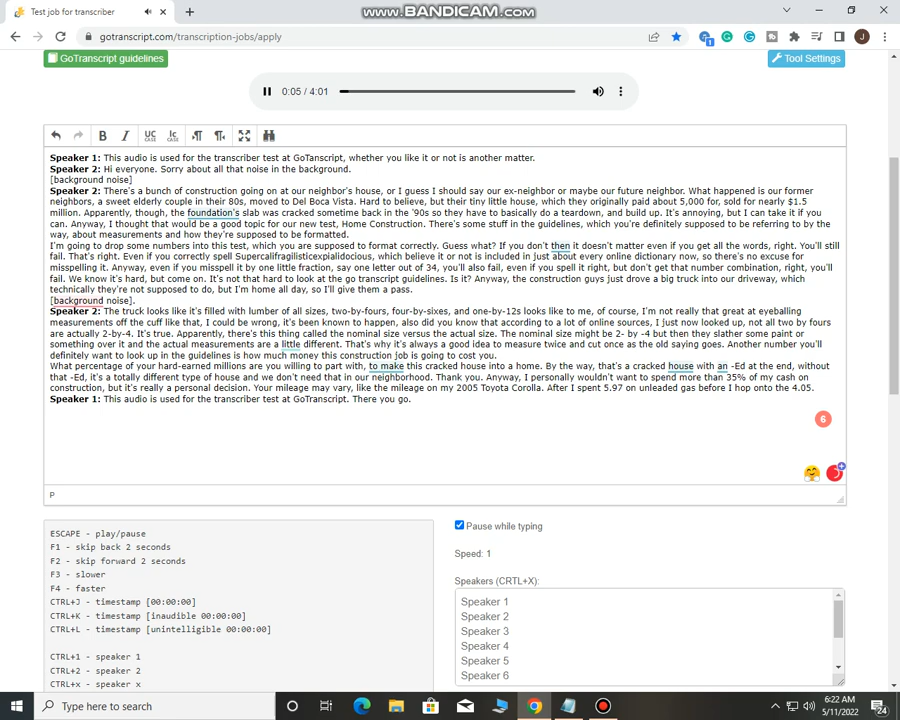 Test job for transcriber
www.BANDICAM.com
gotranscript.com/transcription-jobs/apply
GoTranscript guidelines
Tool Settings
0:05 / 4:01
B I UC CASE lc CASE
Speaker 1: This audio is used for the transcriber test at GoTanscript, whether you like it or not is another matter.
Speaker 2: Hi everyone. Sorry about all that noise in the background.
[background noise]
Speaker 2: There's a bunch of construction going on at our neighbor's house, or I guess I should say our ex-neighbor or maybe our future neighbor. What happened is our former
neighbors, a sweet elderly couple in their 80s, moved to Del Boca Vista. Hard to believe, but their tiny little house, which they originally paid about 5,000 for, sold for nearly $1.5
million. Apparently, though, the foundation's slab was cracked sometime back in the '90s so they have to basically do a teardown, and build up. It's annoying, but I can take it if you
can. Anyway, I thought that would be a good topic for our new test, Home Construction. There's some stuff in the guidelines, which you're definitely supposed to be referring to by the
way, about measurements and how they're supposed to be formatted.
I'm going to drop some numbers into this test, which you are supposed to format correctly. Guess what? If you don't then it doesn't matter even if you get all the words, right. You'll still
fail. That's right. Even if you correctly spell Supercalifragilisticexpialidocious, which believe it or not is included in just about every online dictionary now, so there's no excuse for
misspelling it. Anyway, even if you misspell it by one little fraction, say one letter out of 34, you'll also fail, even if you spell it right, but don't get that number combination, right, you'll
fail. We know it's hard, but come on. It's not that hard to look at the go transcript guidelines. Is it? Anyway, the construction guys just drove a big truck into our driveway, which
technically they're not supposed to do, but I'm home all day, so I'll give them a pass.
[background noise].
Speaker 2: The truck looks like it's filled with lumber of all sizes, two-by-fours, four-by-sixes, and one-by-12s looks like to me, of course, I'm not really that great at eyeballing
measurements off the cuff like that, I could be wrong, it's been known to happen, also did you know that according to a lot of online sources, I just now looked up, not all two by fours
are actually 2-by-4. It's true. Apparently, there's this thing called the nominal size versus the actual size. The nominal size might be 2- by -4 but then they slather some paint or
something over it and the actual measurements are a little different. That's why it's always a good idea to measure twice and cut once as the old saying goes. Another number you'll
definitely want to look up in the guidelines is how much money this construction job is going to cost you.
What percentage of your hard-earned millions are you willing to part with, to make this cracked house into a home. By the way, that's a cracked house with an -Ed at the end, without
that -Ed, it's a totally different type of house and we don't need that in our neighborhood. Thank you. Anyway, I personally wouldn't want to spend more than 35% of my cash on
construction, but it's really a personal decision. Your mileage may vary, like the mileage on my 2005 Toyota Corolla. After I spent 5.97 on unleaded gas before I hop onto the 4.05.
Speaker 1: This audio is used for the transcriber test at GoTranscript. There you go.
6
P
ESCAPE - play/pause
F1 - skip back 2 seconds
F2 - skip forward 2 seconds
F3 - slower
F4 - faster
CTRL+J - timestamp [00:00:00]
CTRL+K - timestamp [inaudible 00:00:00]
CTRL+L - timestamp [unintelligible 00:00:00]
CTRL+1 - speaker 1
CTRL+2 - speaker 2
CTRL+x - speaker x
Pause while typing
Speed: 1
Speakers (CRTL+X):
Speaker 1
Speaker 2
Speaker 3
Speaker 4
Speaker 5
Speaker 6
Type here to search
6:22 AM
5/11/2022
24